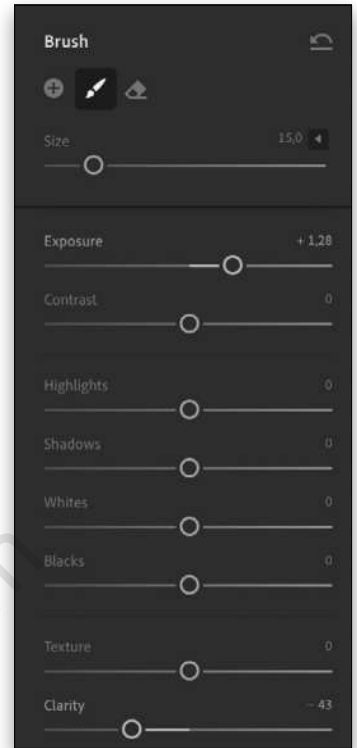 Brush
Size 15,0
Exposure + 1,28
Contrast 0
Highlights 0
Shadows 0
Whites 0
Blacks 0
Texture 0
Clarity – 43